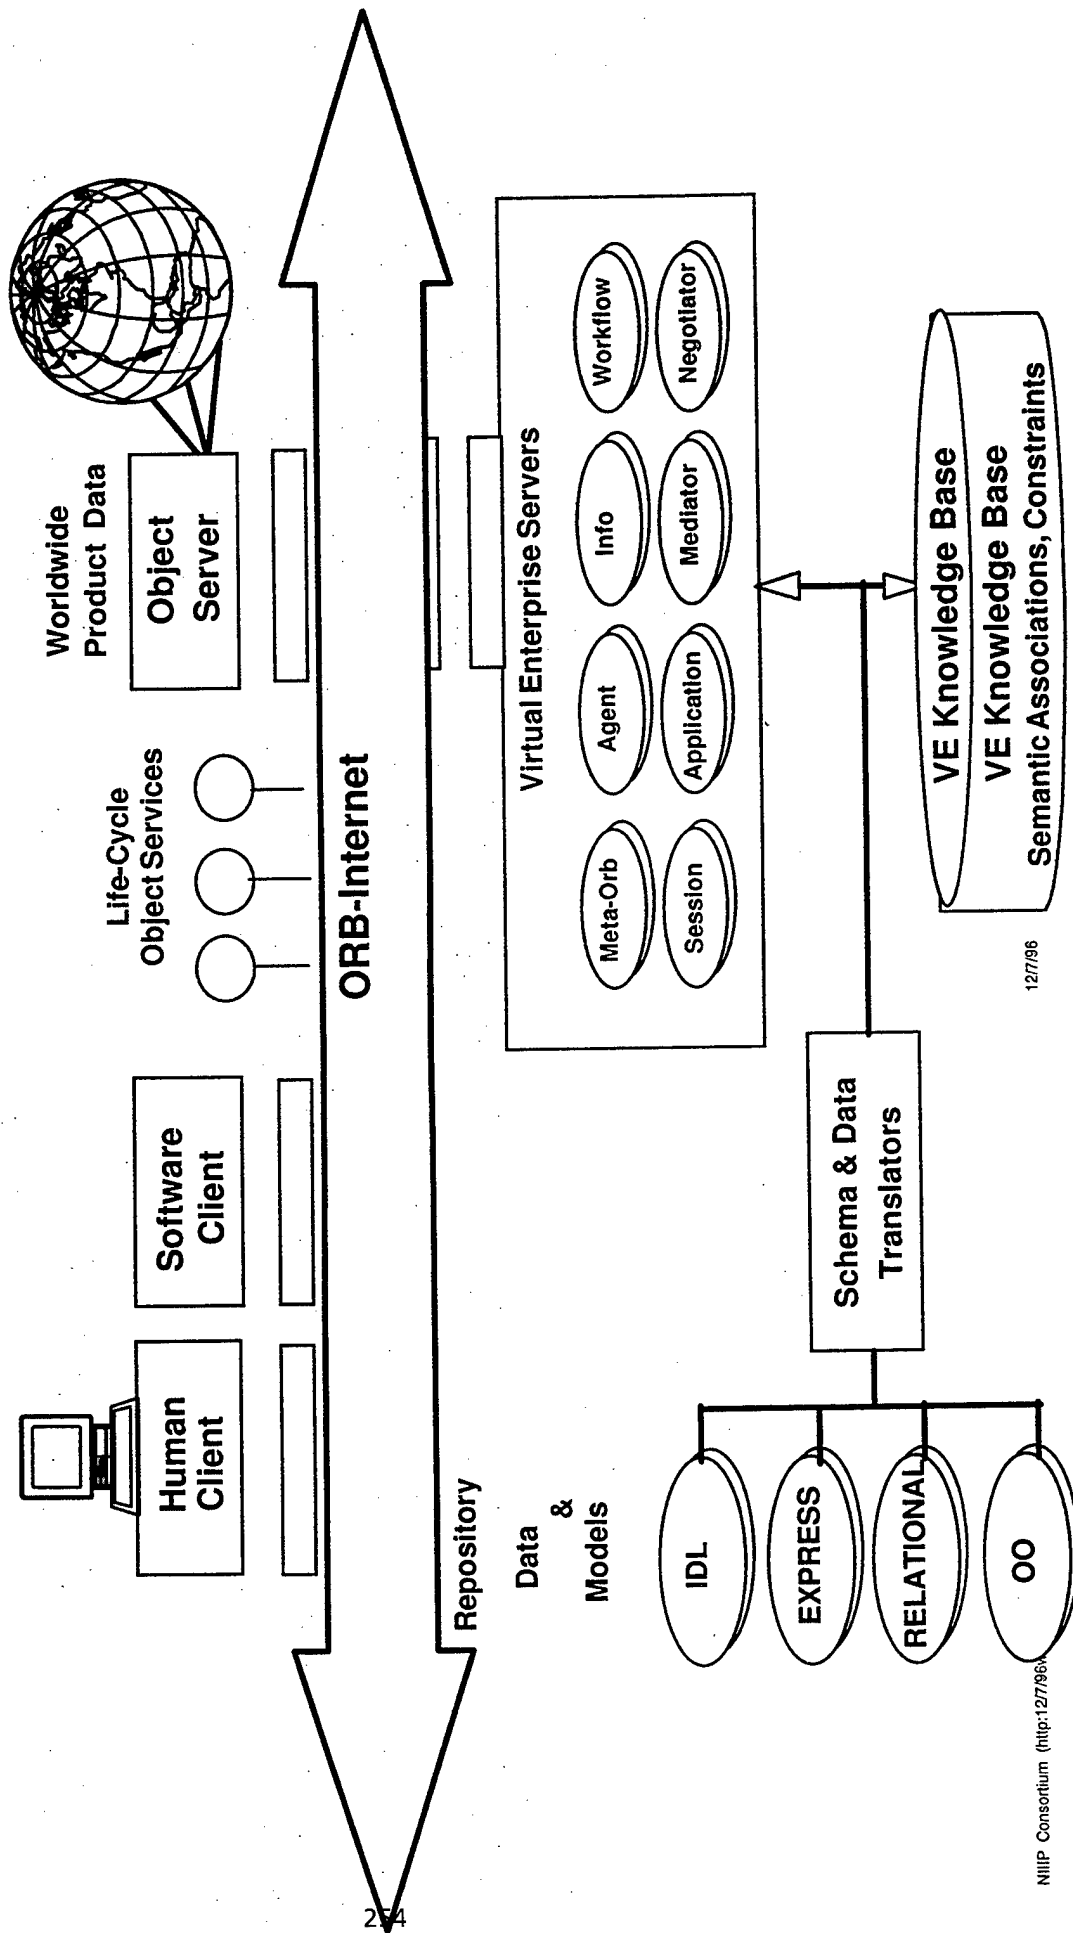 Worldwide
Product Data
Life-Cycle
Object Services
Human
Client
Software
Client
Object
Server
ORB-Internet
Repository
Data
&
Models
Virtual Enterprise Servers
Meta-Orb
Agent
Info
Workflow
Session
Application
Mediator
Negotiator
IDL
EXPRESS
RELATIONAL
OO
Schema & Data
Translators
VE Knowledge Base
VE Knowledge Base
Semantic Associations, Constraints
NIIIP Consortium (http:12/7/96
12/7/96
254